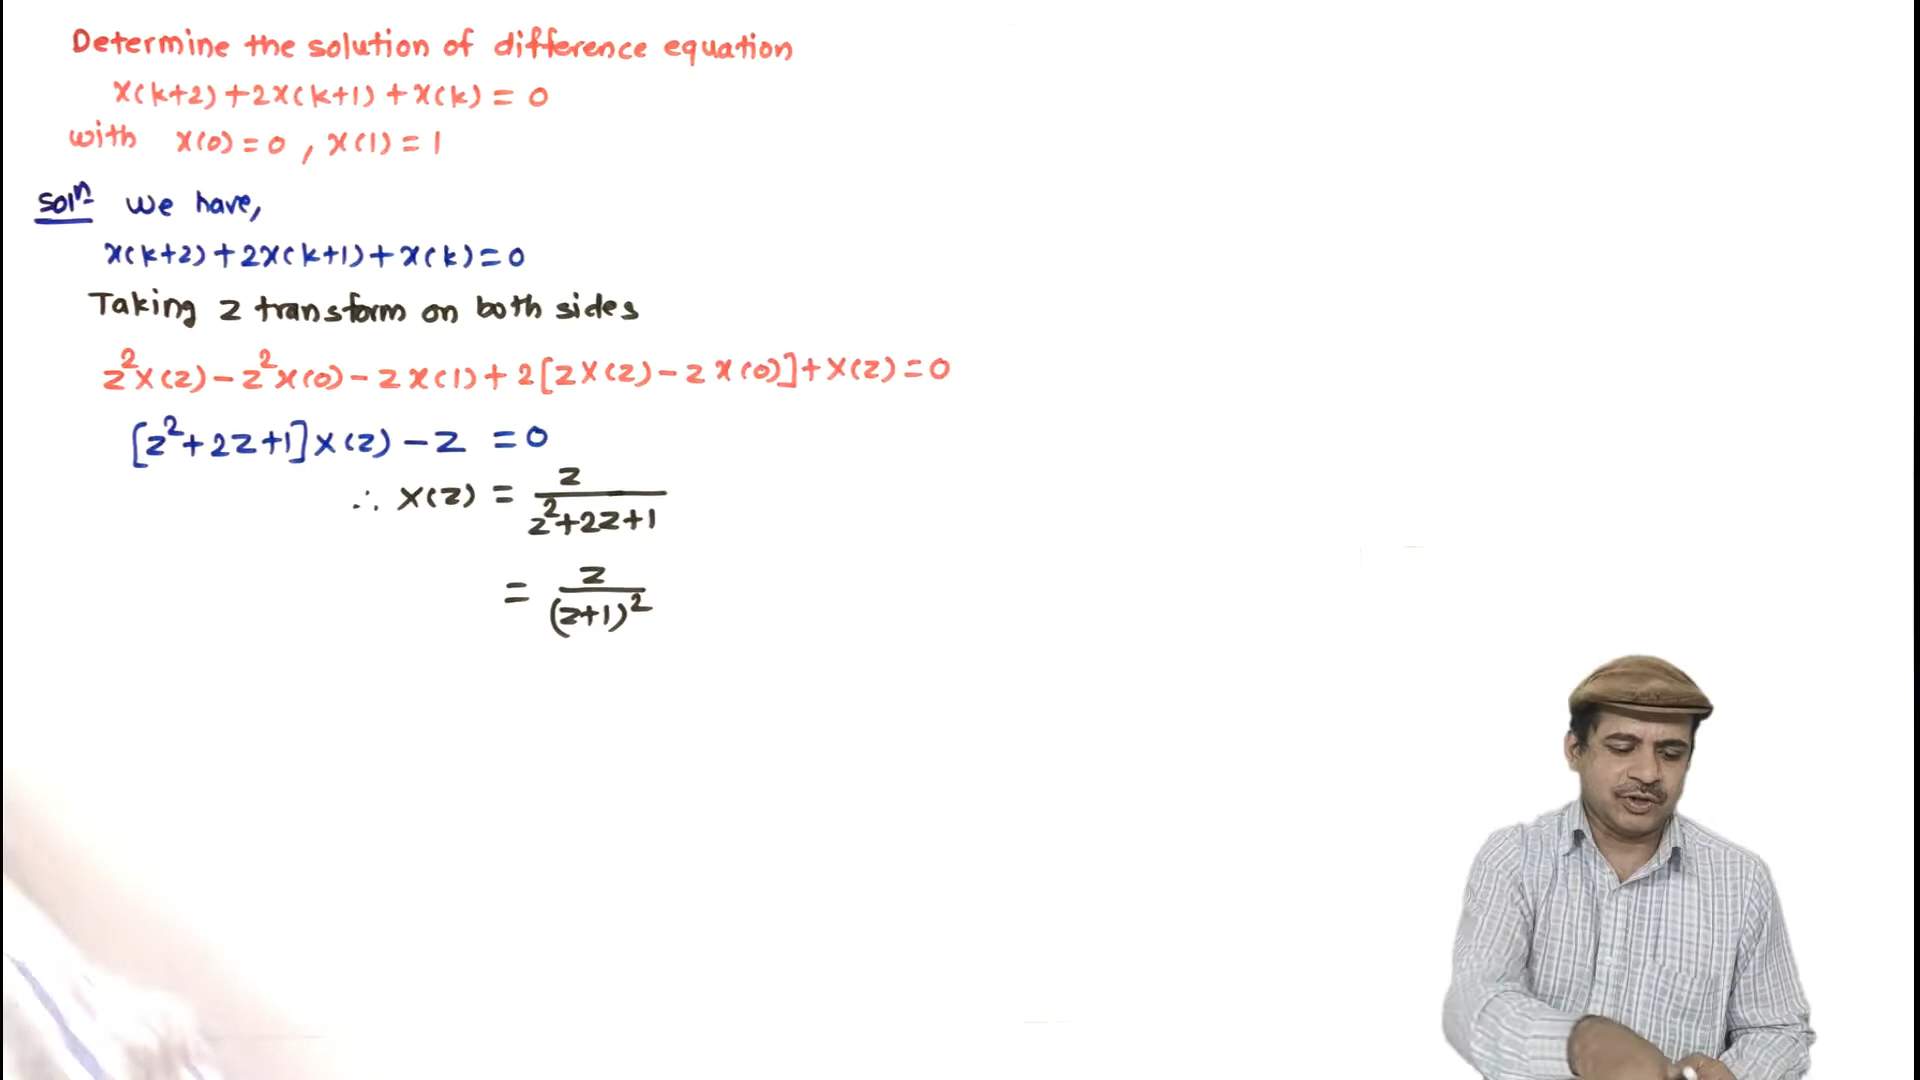 Determine the solution of difference equation
x(k+2)+2x(k+1)+x(k)=0
with x(0)=0, x(1)=1
Solⁿ We have,
x(k+2)+2x(k+1)+x(k)=0
Taking z transform on both sides
z²X(z)-z²x(0)-zx(1)+2[zX(z)-zx(0)]+X(z)=0
[z²+2z+1]X(z)-z =0
∴ X(z) = z/(z²+2z+1)
= z/(z+1)²